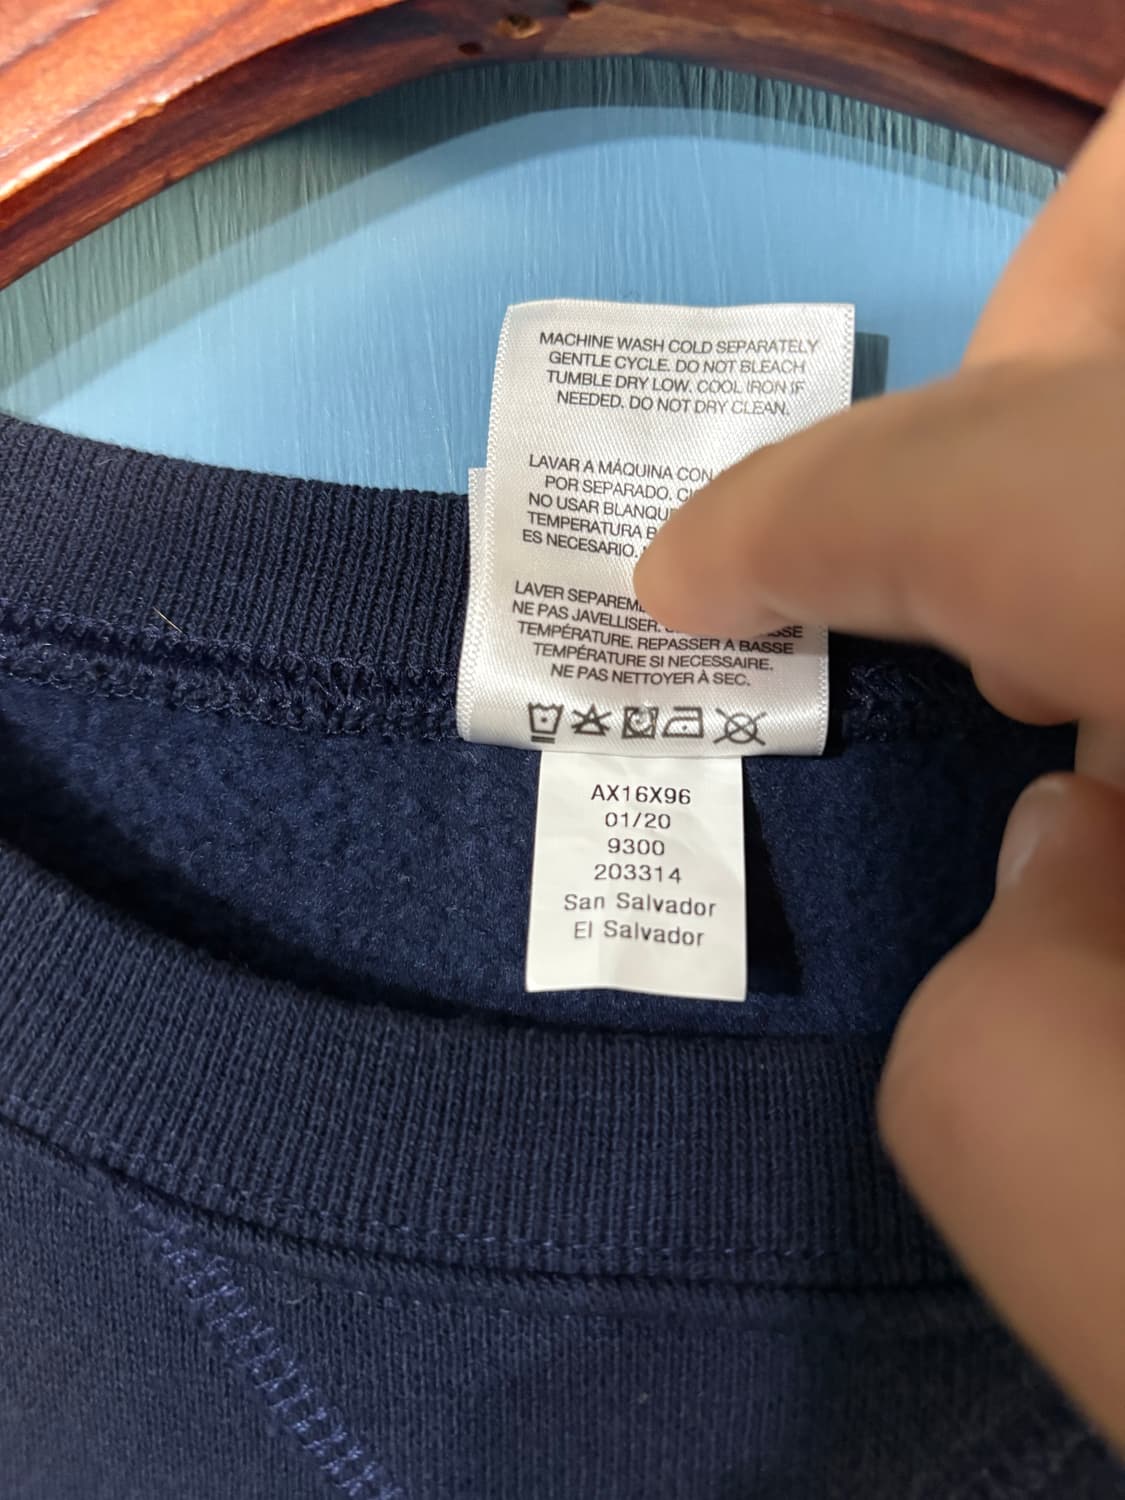 MACHINE WASH COLD SEPARATELY
GENTLE CYCLE. DO NOT BLEACH
TUMBLE DRY LOW. COOL IRON IF
NEEDED. DO NOT DRY CLEAN.
LAVAR A MÁQUINA CON
POR SEPARADO.
NO USAR
TEMPERATURA
ES NECESARIO.
LAVER
NE PAS JAVELLISER.
TEMPÉRATURE. REPASSER À BASSE
TEMPÉRATURE SI NECESSAIRE.
NE PAS NETTOYER À SEC.
AX16X96
01/20
9300
203314
San Salvador
El Salvador